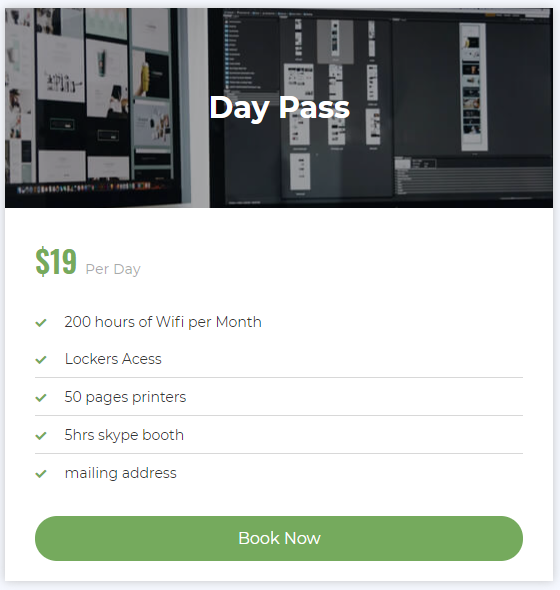 Day Pass
$19 Per Day
200 hours of Wifi per Month
Lockers Acess
50 pages printers
5hrs skype booth
mailing address
Book Now